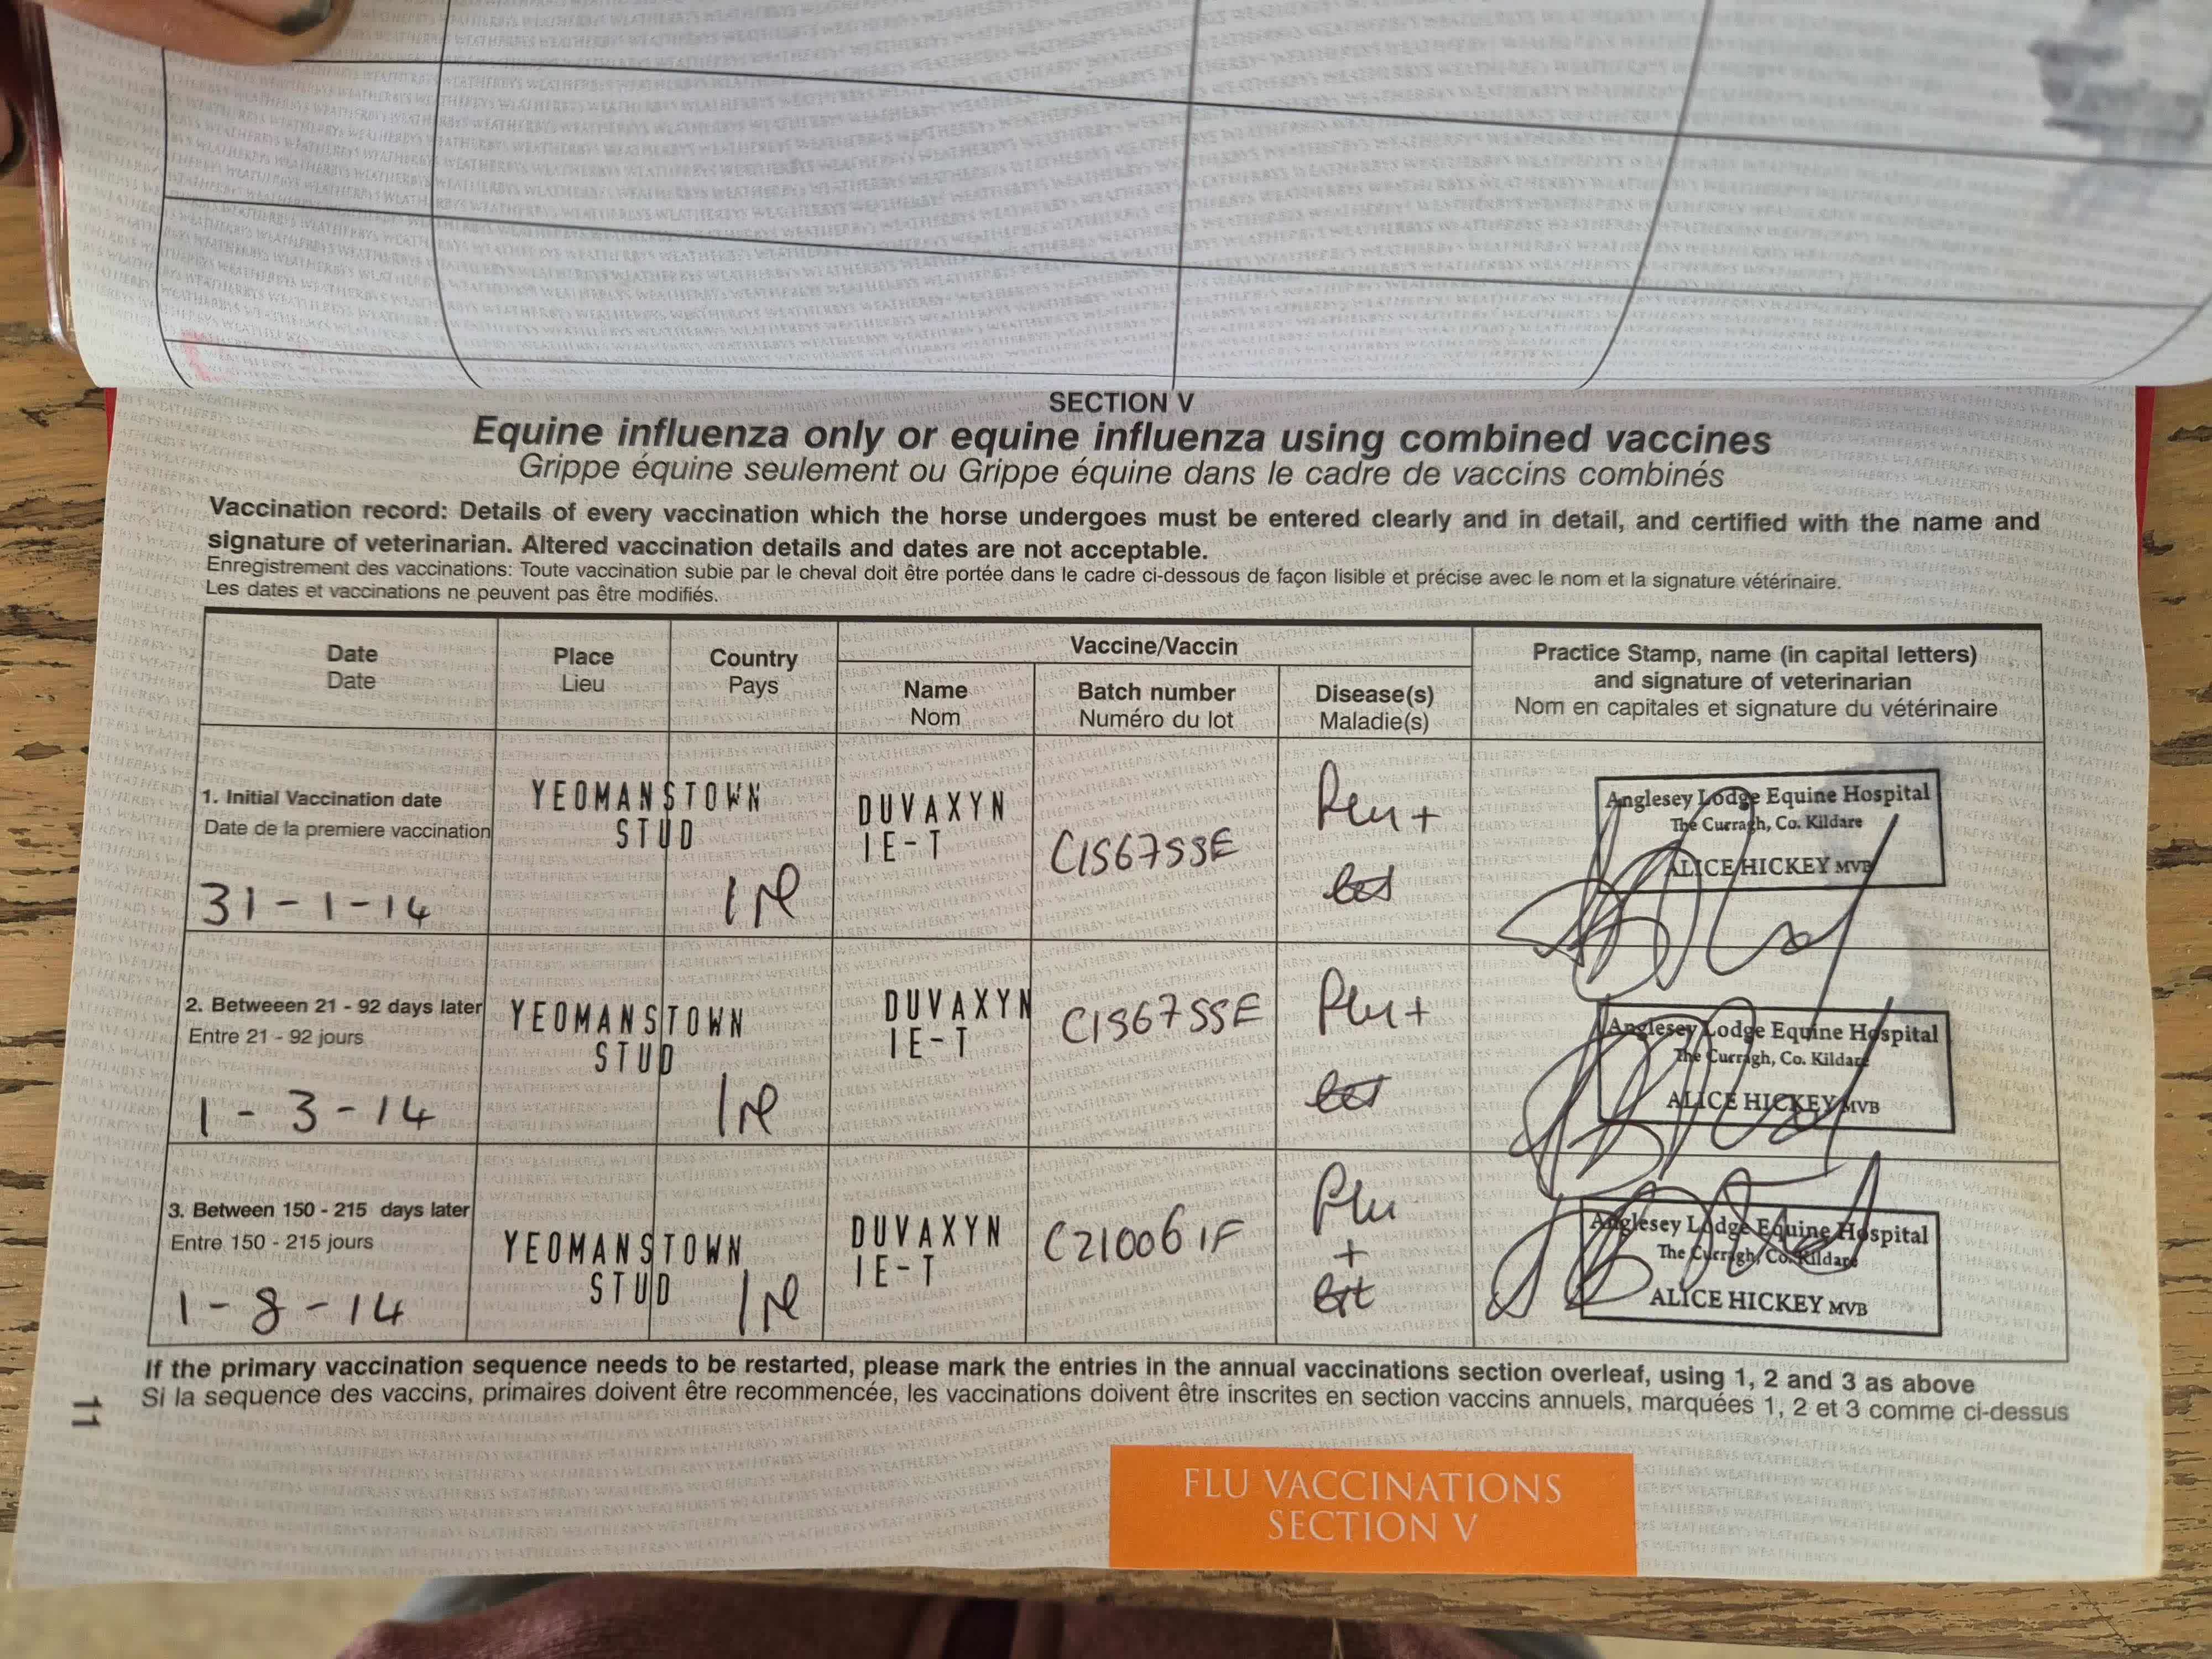 SECTION V
Equine influenza only or equine influenza using combined vaccines
Grippe équine seulement ou Grippe équine dans le cadre de vaccins combinés
Vaccination record: Details of every vaccination which the horse undergoes must be entered clearly and in detail, and certified with the name and
signature of veterinarian. Altered vaccination details and dates are not acceptable.
Enregistrement des vaccinations: Toute vaccination subie par le cheval doit être portée dans le cadre ci-dessous de façon lisible et précise avec le nom et la signature vétérinaire.
Les dates et vaccinations ne peuvent pas être modifiés.
Date
Date
Place
Lieu
Country
Pays
Vaccine/Vaccin
Name
Nom
Batch number
Numéro du lot
Disease(s)
Maladie(s)
Practice Stamp, name (in capital letters)
and signature of veterinarian
Nom en capitales et signature du vétérinaire
1. Initial Vaccination date
Date de la premiere vaccination
31-1-14
YEOMANSTOWN
STUD
Ire
DUVAXYN
IE-T
Flu +
tet
Anglesey Lodge Equine Hospital
The Curragh, Co. Kildare
ALICE HICKEY MVB
2. Betweeen 21 - 92 days later
Entre 21 - 92 jours
1-3-14
YEOMANSTOWN
STUD
Ire
DUVAXYN
IE-T
Flu +
tet
Anglesey Lodge Equine Hospital
The Curragh, Co. Kildare
ALICE HICKEY MVB
3. Between 150 - 215 days later
Entre 150 - 215 jours
1-8-14
YEOMANSTOWN
STUD
Ire
DUVAXYN
IE-T
C210061F
Flu
+
tet
Anglesey Lodge Equine Hospital
The Curragh, Co. Kildare
ALICE HICKEY MVB
If the primary vaccination sequence needs to be restarted, please mark the entries in the annual vaccinations section overleaf, using 1, 2 and 3 as above
Si la sequence des vaccins, primaires doivent être recommencée, les vaccinations doivent être inscrites en section vaccins annuels, marquées 1, 2 et 3 comme ci-dessus
11
FLU VACCINATIONS
SECTION V